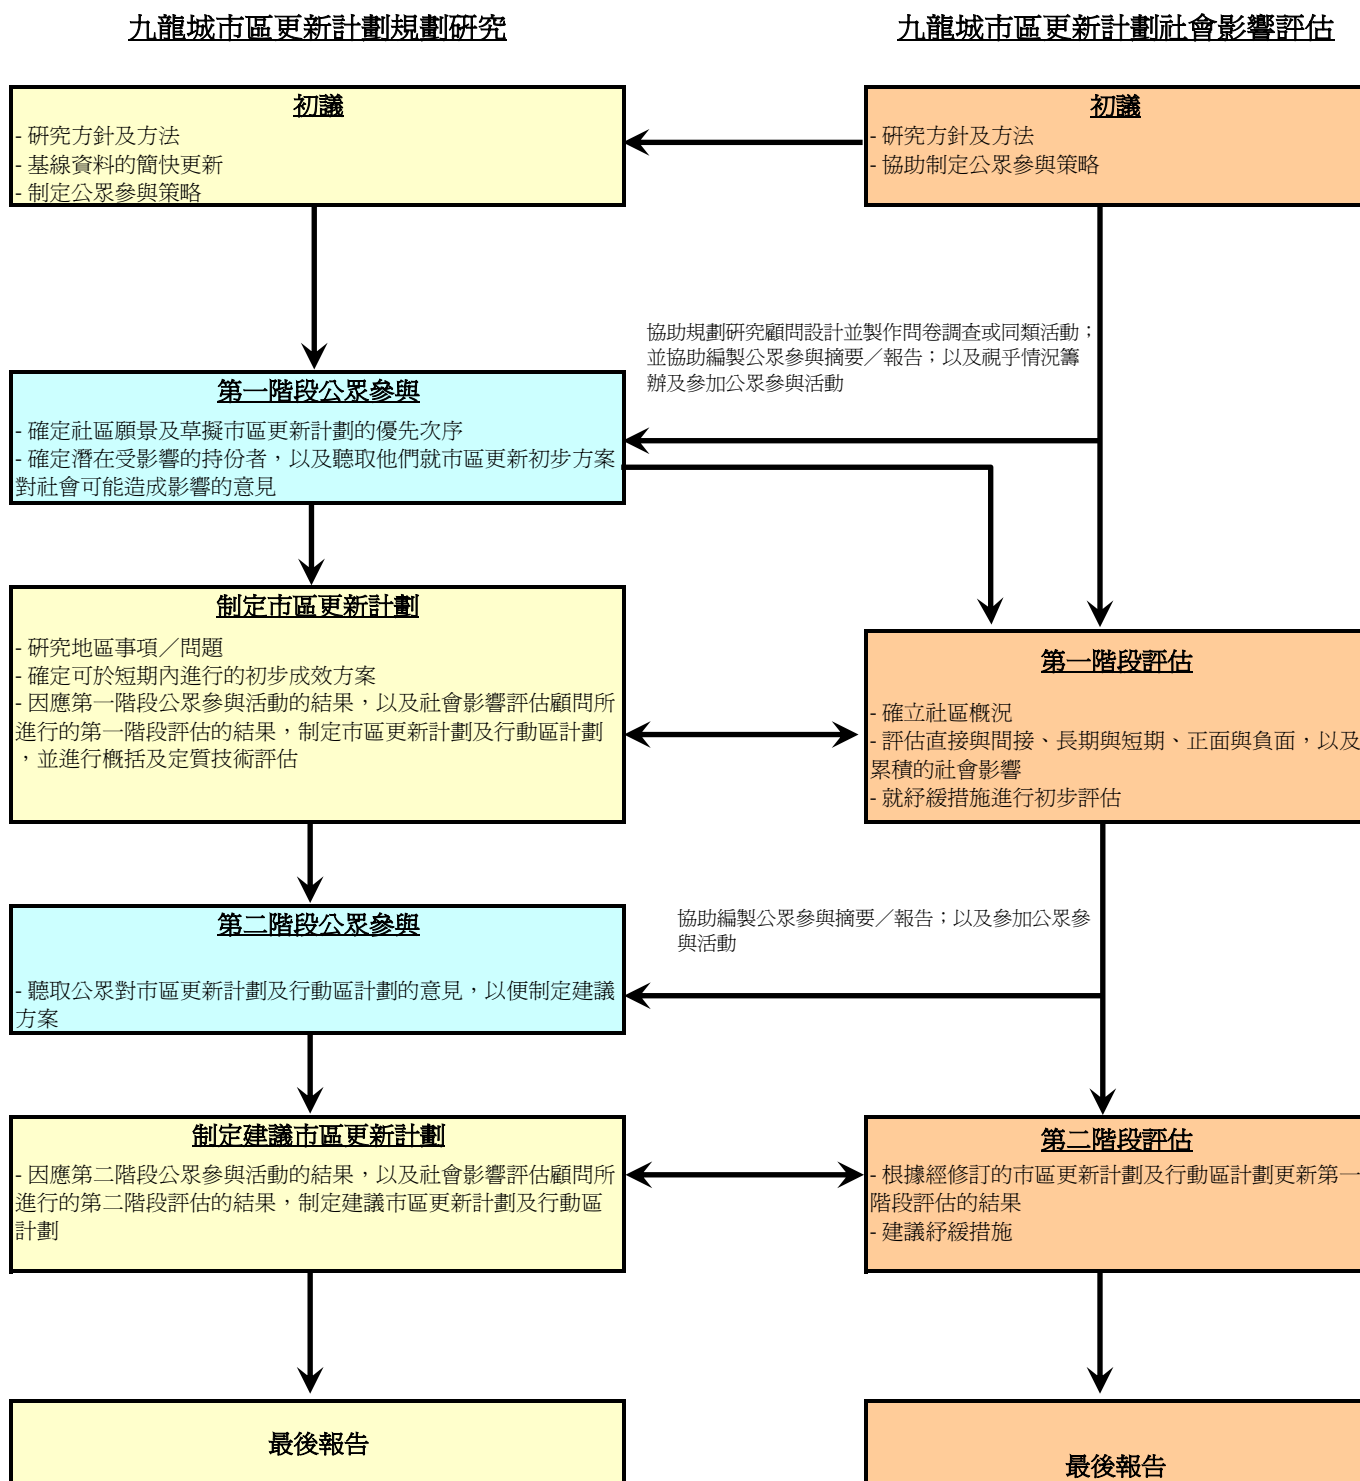 九龍城市區更新計劃規劃研究
九龍城市區更新計劃社會影響評估
初議
- 研究方針及方法
- 基線資料的簡快更新
- 制定公眾參與策略
初議
- 研究方針及方法
- 協助制定公眾參與策略
協助規劃研究顧問設計並製作問卷調查或同類活動；
並協助編製公眾參與摘要／報告；以及視乎情況籌
辦及參加公眾參與活動
第一階段公眾參與
- 確定社區願景及草擬市區更新計劃的優先次序
- 確定潛在受影響的持份者，以及聽取他們就市區更新初步方案
對社會可能造成影響的意見
制定市區更新計劃
- 研究地區事項／問題
- 確定可於短期內進行的初步成效方案
- 因應第一階段公眾參與活動的結果，以及社會影響評估顧問所
進行的第一階段評估的結果，制定市區更新計劃及行動區計劃
，並進行概括及定質技術評估
第一階段評估
- 確立社區概況
- 評估直接與間接、長期與短期、正面與負面，以及
累積的社會影響
- 就紓緩措施進行初步評估
第二階段公眾參與
- 聽取公眾對市區更新計劃及行動區計劃的意見，以便制定建議
方案
協助編製公眾參與摘要／報告；以及參加公眾參
與活動
制定建議市區更新計劃
- 因應第二階段公眾參與活動的結果，以及社會影響評估顧問所
進行的第二階段評估的結果，制定建議市區更新計劃及行動區
計劃
第二階段評估
- 根據經修訂的市區更新計劃及行動區計劃更新第一
階段評估的結果
- 建議紓緩措施
最後報告
最後報告